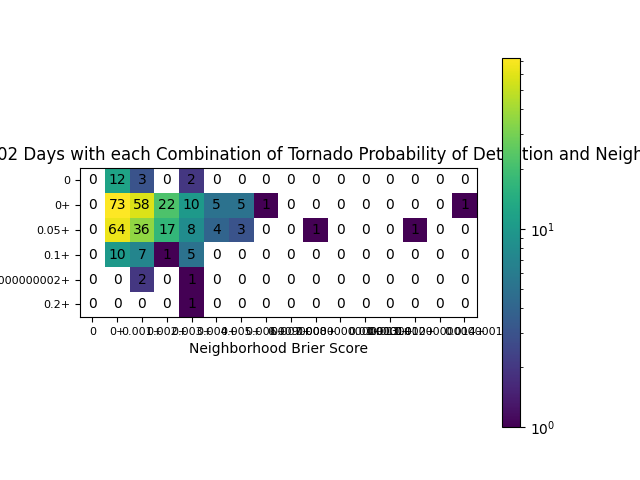 02 Days with each Combination of Tornado Probability of Detection and Neigh
0 0 12 3 0 2 0 0 0 0 0 0 0 0 0 0 0
0+ 0 73 58 22 10 5 5 1 0 0 0 0 0 0 0 1
0.05+ 0 64 36 17 8 4 3 0 0 1 0 0 0 1 0 0
0.1+ 0 10 7 1 5 0 0 0 0 0 0 0 0 0 0 0
000000002+ 0 0 2 0 1 0 0 0 0 0 0 0 0 0 0 0
0.2+ 0 0 0 0 1 0 0 0 0 0 0 0 0 0 0 0
0 0+
Neighborhood Brier Score
10¹
10⁰